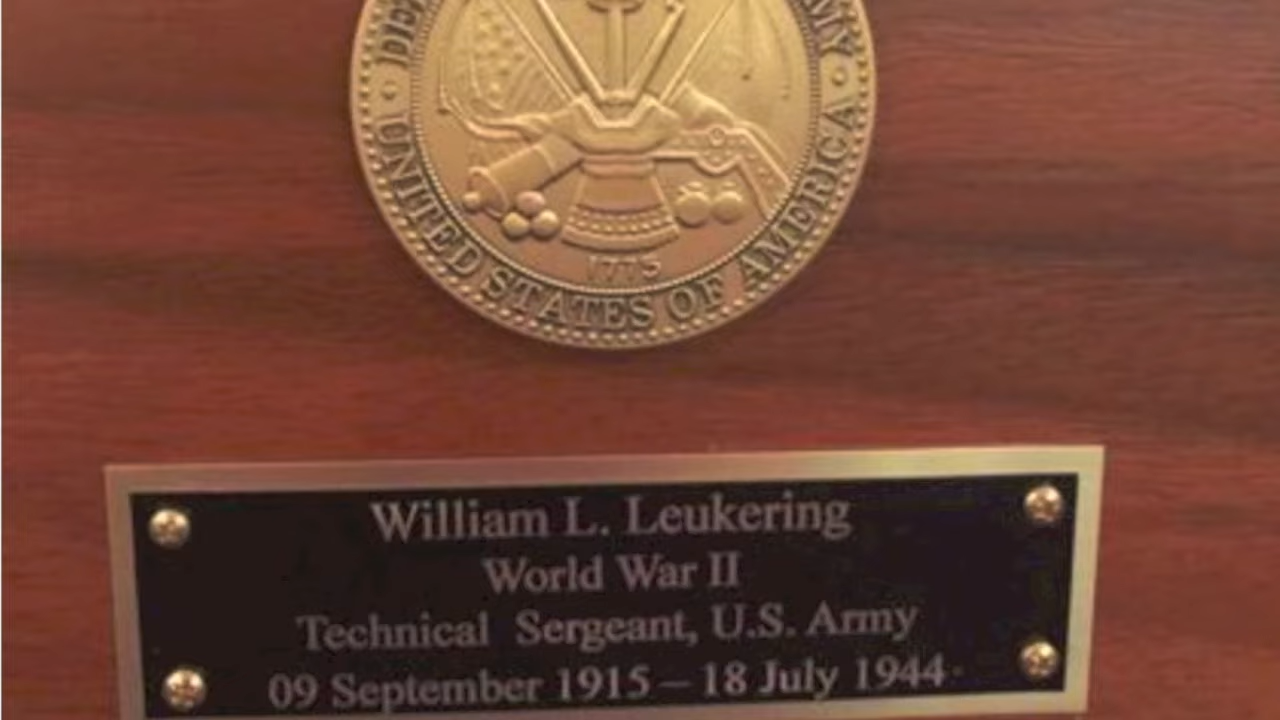 UNITED STATES OF AMERICA
1775
William L. Leukering
World War II
Technical Sergeant, U.S. Army
09 September 1915 – 18 July 1944